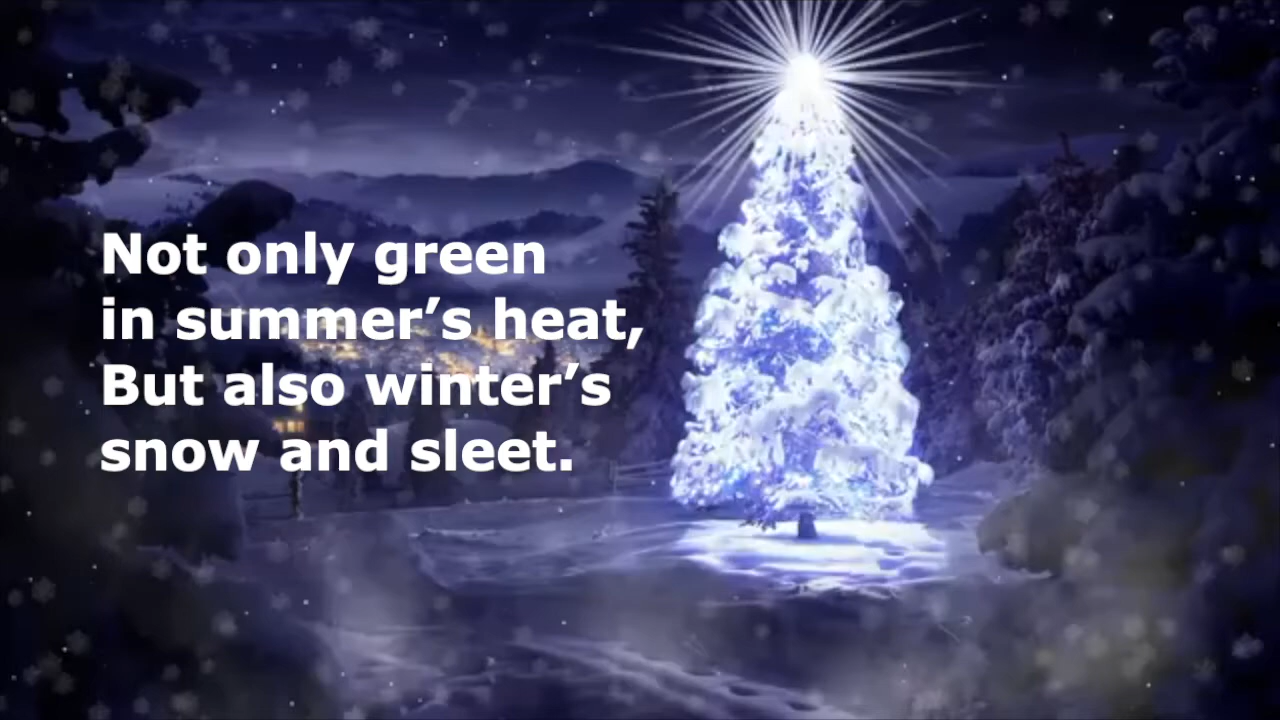 Not only green
in summer’s heat,
But also winter’s
snow and sleet.